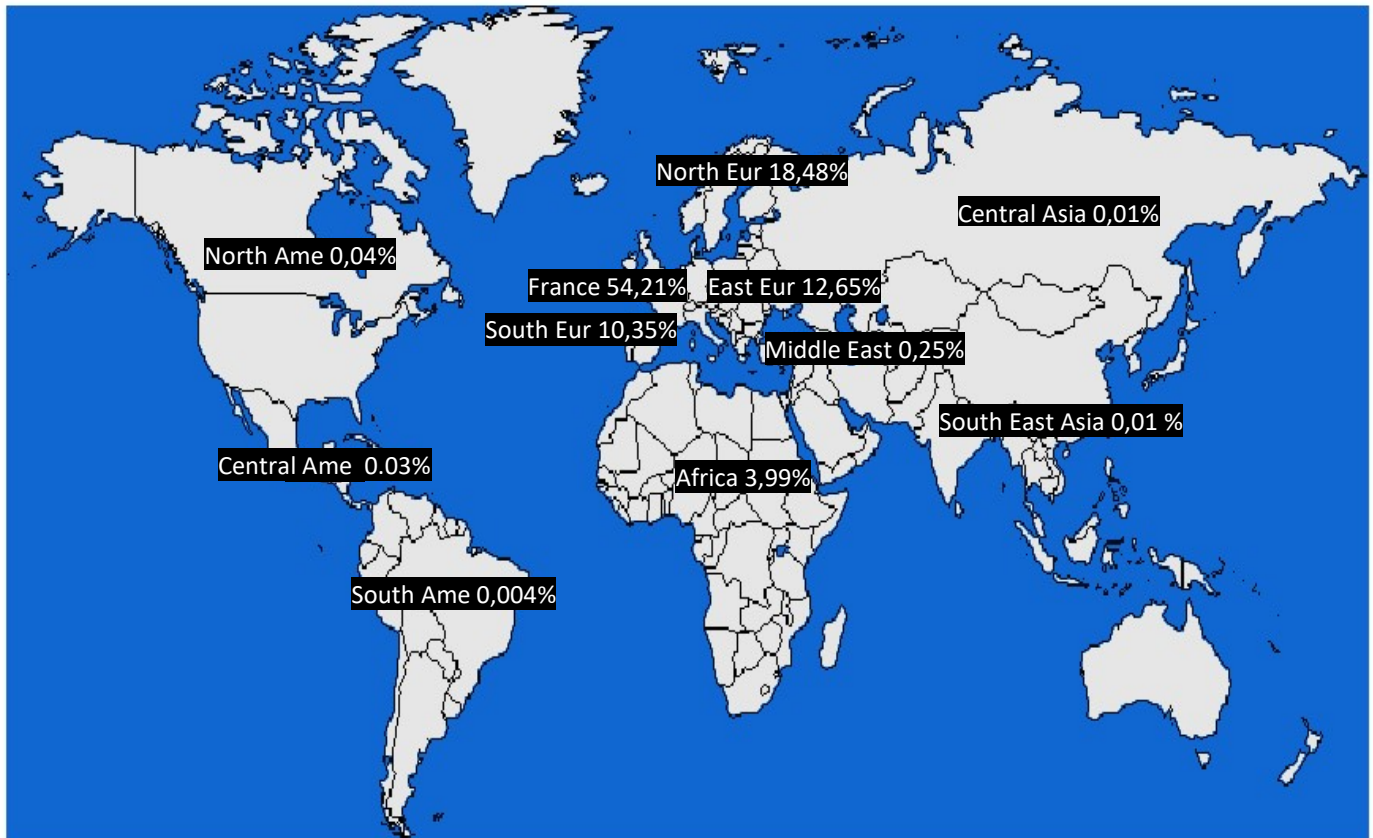 North Eur 18,48%
Central Asia 0,01%
North Ame 0,04%
France 54,21%
East Eur 12,65%
South Eur 10,35%
Middle East 0,25%
South East Asia 0,01 %
Central Ame 0.03%
Africa 3,99%
South Ame 0,004%